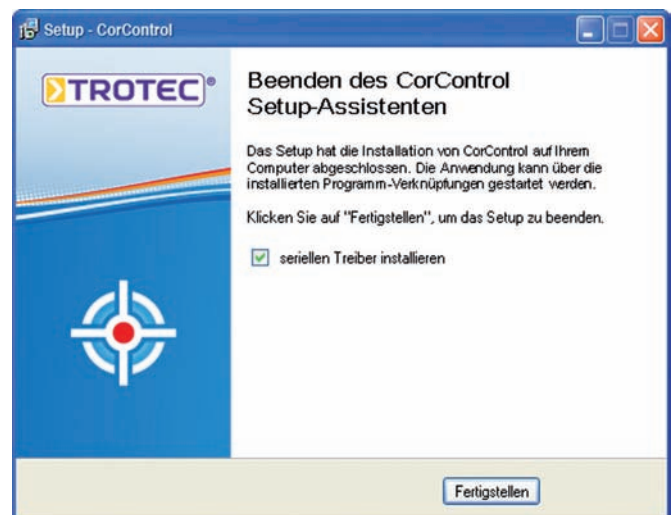 Setup - CorControl
TROTEC®
Beenden des CorControl
Setup-Assistenten
Das Setup hat die Installation von CorControl auf Ihrem
Computer abgeschlossen. Die Anwendung kann über die
installierten Programm-Verknüpfungen gestartet werden.
Klicken Sie auf "Fertigstellen", um das Setup zu beenden.
seriellen Treiber installieren
Fertigstellen